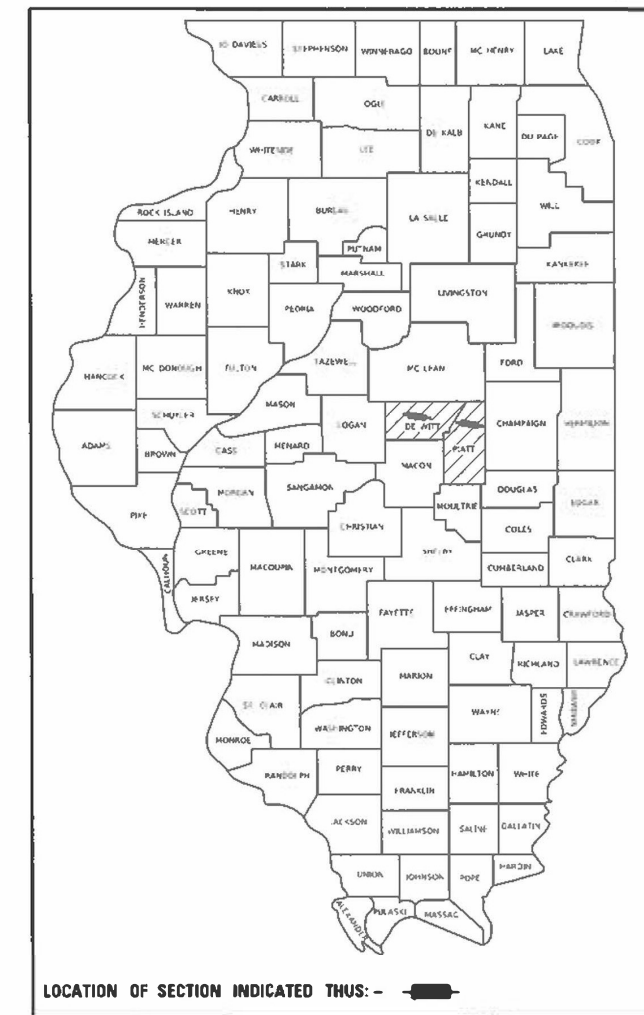 JO DAVIESS STEPHENSON WINNEBAGO BOONE MC HENRY LAKE
CARROLL OGLE DE KALB KANE DU PAGE COOK
WHITESIDE LEE
KENDALL WILL
ROCK ISLAND HENRY BUREAU LA SALLE
MERCER PUTNAM GRUNDY
STARK MARSHALL KANKAKEE
HENDERSON WARREN KNOX PEORIA WOODFORD LIVINGSTON
IROQUOIS
HANCOCK MC DONOUGH FULTON TAZEWELL MC LEAN FORD
MASON
SCHUYLER LOGAN DE WITT CHAMPAIGN VERMILION
ADAMS BROWN CASS MENARD PIATT
MACON
PIKE SCOTT MORGAN SANGAMON MOULTRIE DOUGLAS EDGAR
CHRISTIAN COLES
CALHOUN GREENE MACOUPIN MONTGOMERY SHELBY CUMBERLAND CLARK
JERSEY FAYETTE EFFINGHAM JASPER CRAWFORD
MADISON BOND
CLAY RICHLAND LAWRENCE
CLINTON MARION
ST CLAIR WAYNE EDWARDS WABASH
MONROE WASHINGTON JEFFERSON
RANDOLPH PERRY HAMILTON WHITE
FRANKLIN
JACKSON WILLIAMSON SALINE GALLATIN
UNION JOHNSON POPE HARDIN
ALEXANDER PULASKI MASSAC
LOCATION OF SECTION INDICATED THUS: -